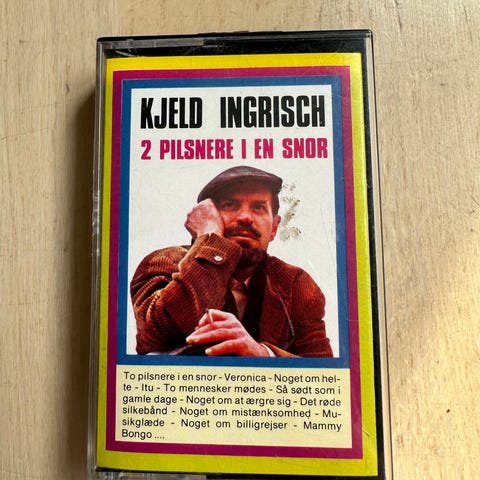 KJELD INGRISCH
2 PILSNERE I EN SNOR
To pilsnere i en snor - Veronica - Noget om hel-
te - Itu - To mennesker mødes - Så sødt som i
gamle dage - Noget om at ærgre sig - Det røde
silkebånd - Noget om mistænksomhed - Mu-
sikglæde - Noget om billigrejser - Mammy
Bongo ....